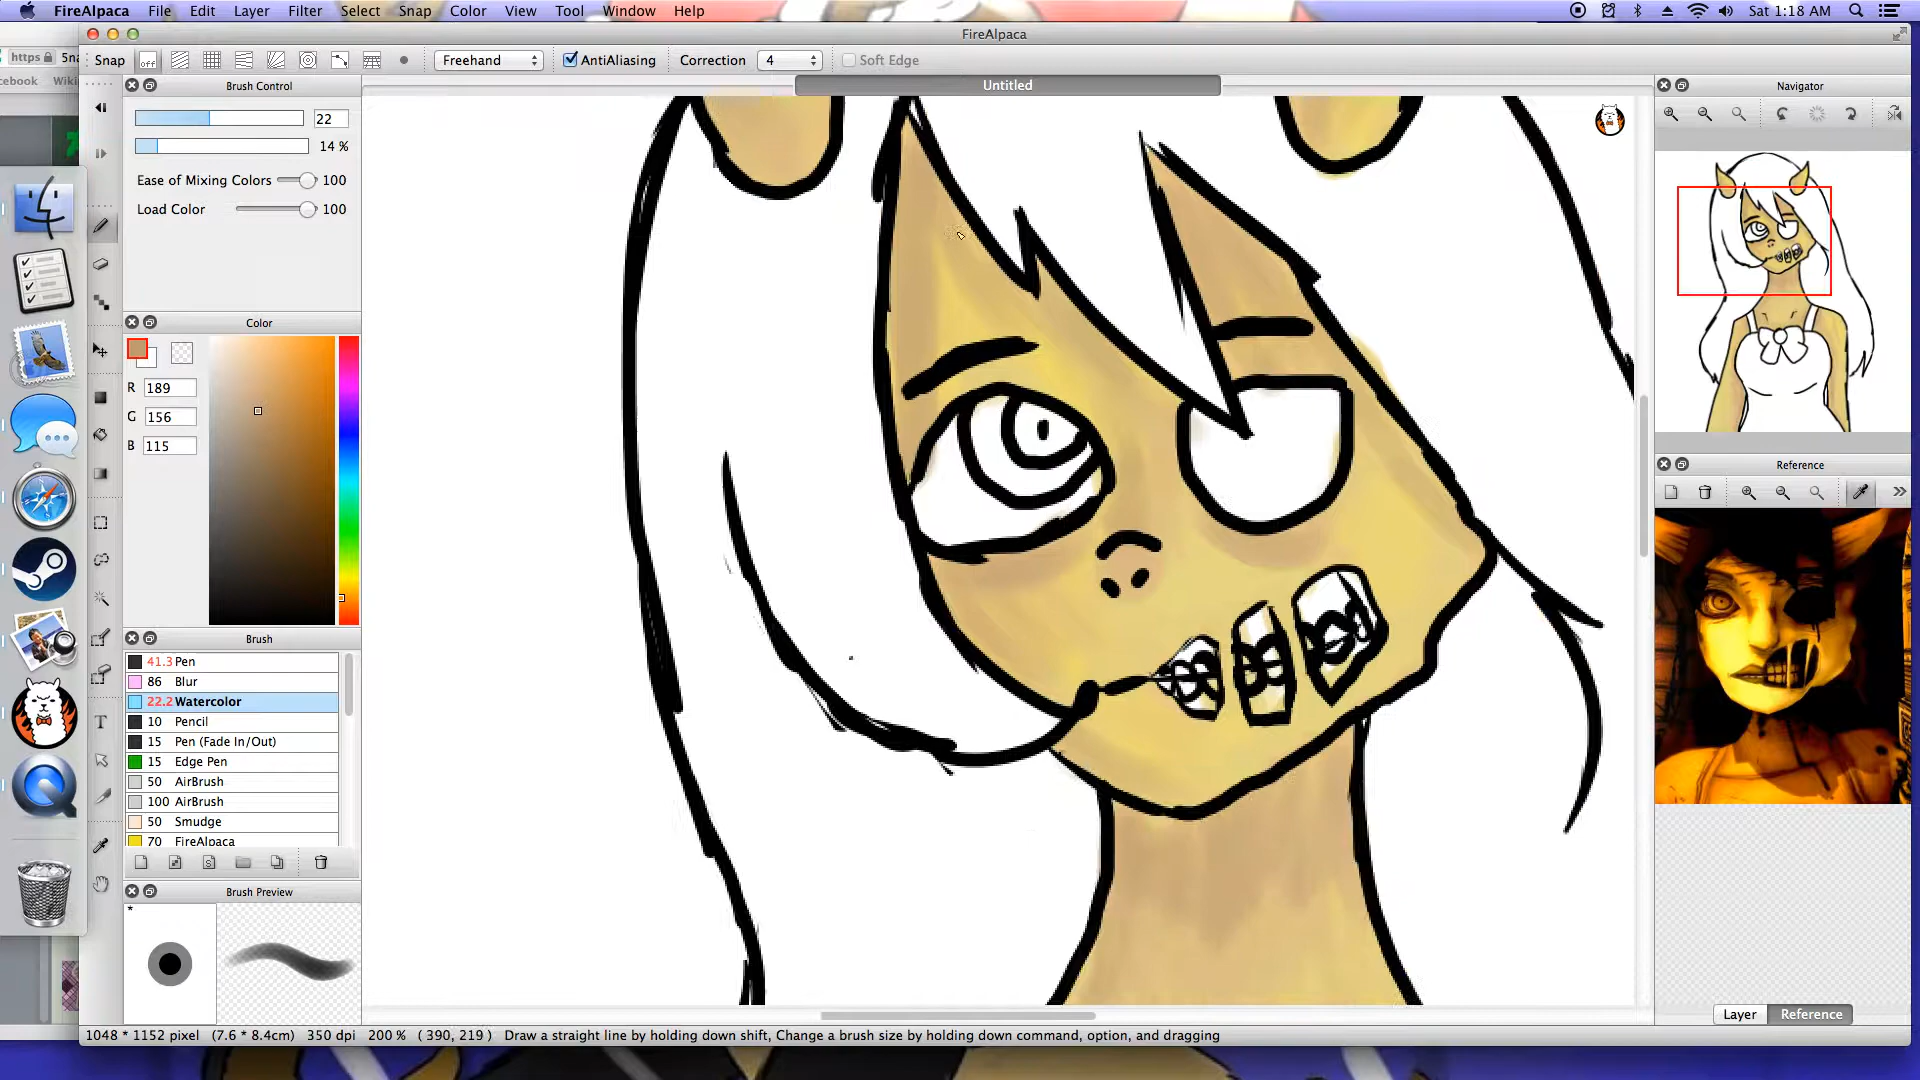 FireAlpaca File Edit Layer Filter Select Snap Color View Tool Window Help Sat 1:18 AM
FireAlpaca
https 5na
cebook Wiki
Snap off Freehand AntiAliasing Correction 4 Soft Edge
Untitled
Brush Control
22
14 %
Ease of Mixing Colors 100
Load Color 100
Color
R 189
G 156
B 115
Brush
41.3 Pen
86 Blur
22.2 Watercolor
10 Pencil
15 Pen (Fade In/Out)
15 Edge Pen
50 AirBrush
100 AirBrush
50 Smudge
70 FireAlpaca
Brush Preview
*
Navigator
Reference
Layer Reference
1048 * 1152 pixel (7.6 * 8.4cm) 350 dpi 200 % ( 390, 219 ) Draw a straight line by holding down shift, Change a brush size by holding down command, option, and dragging